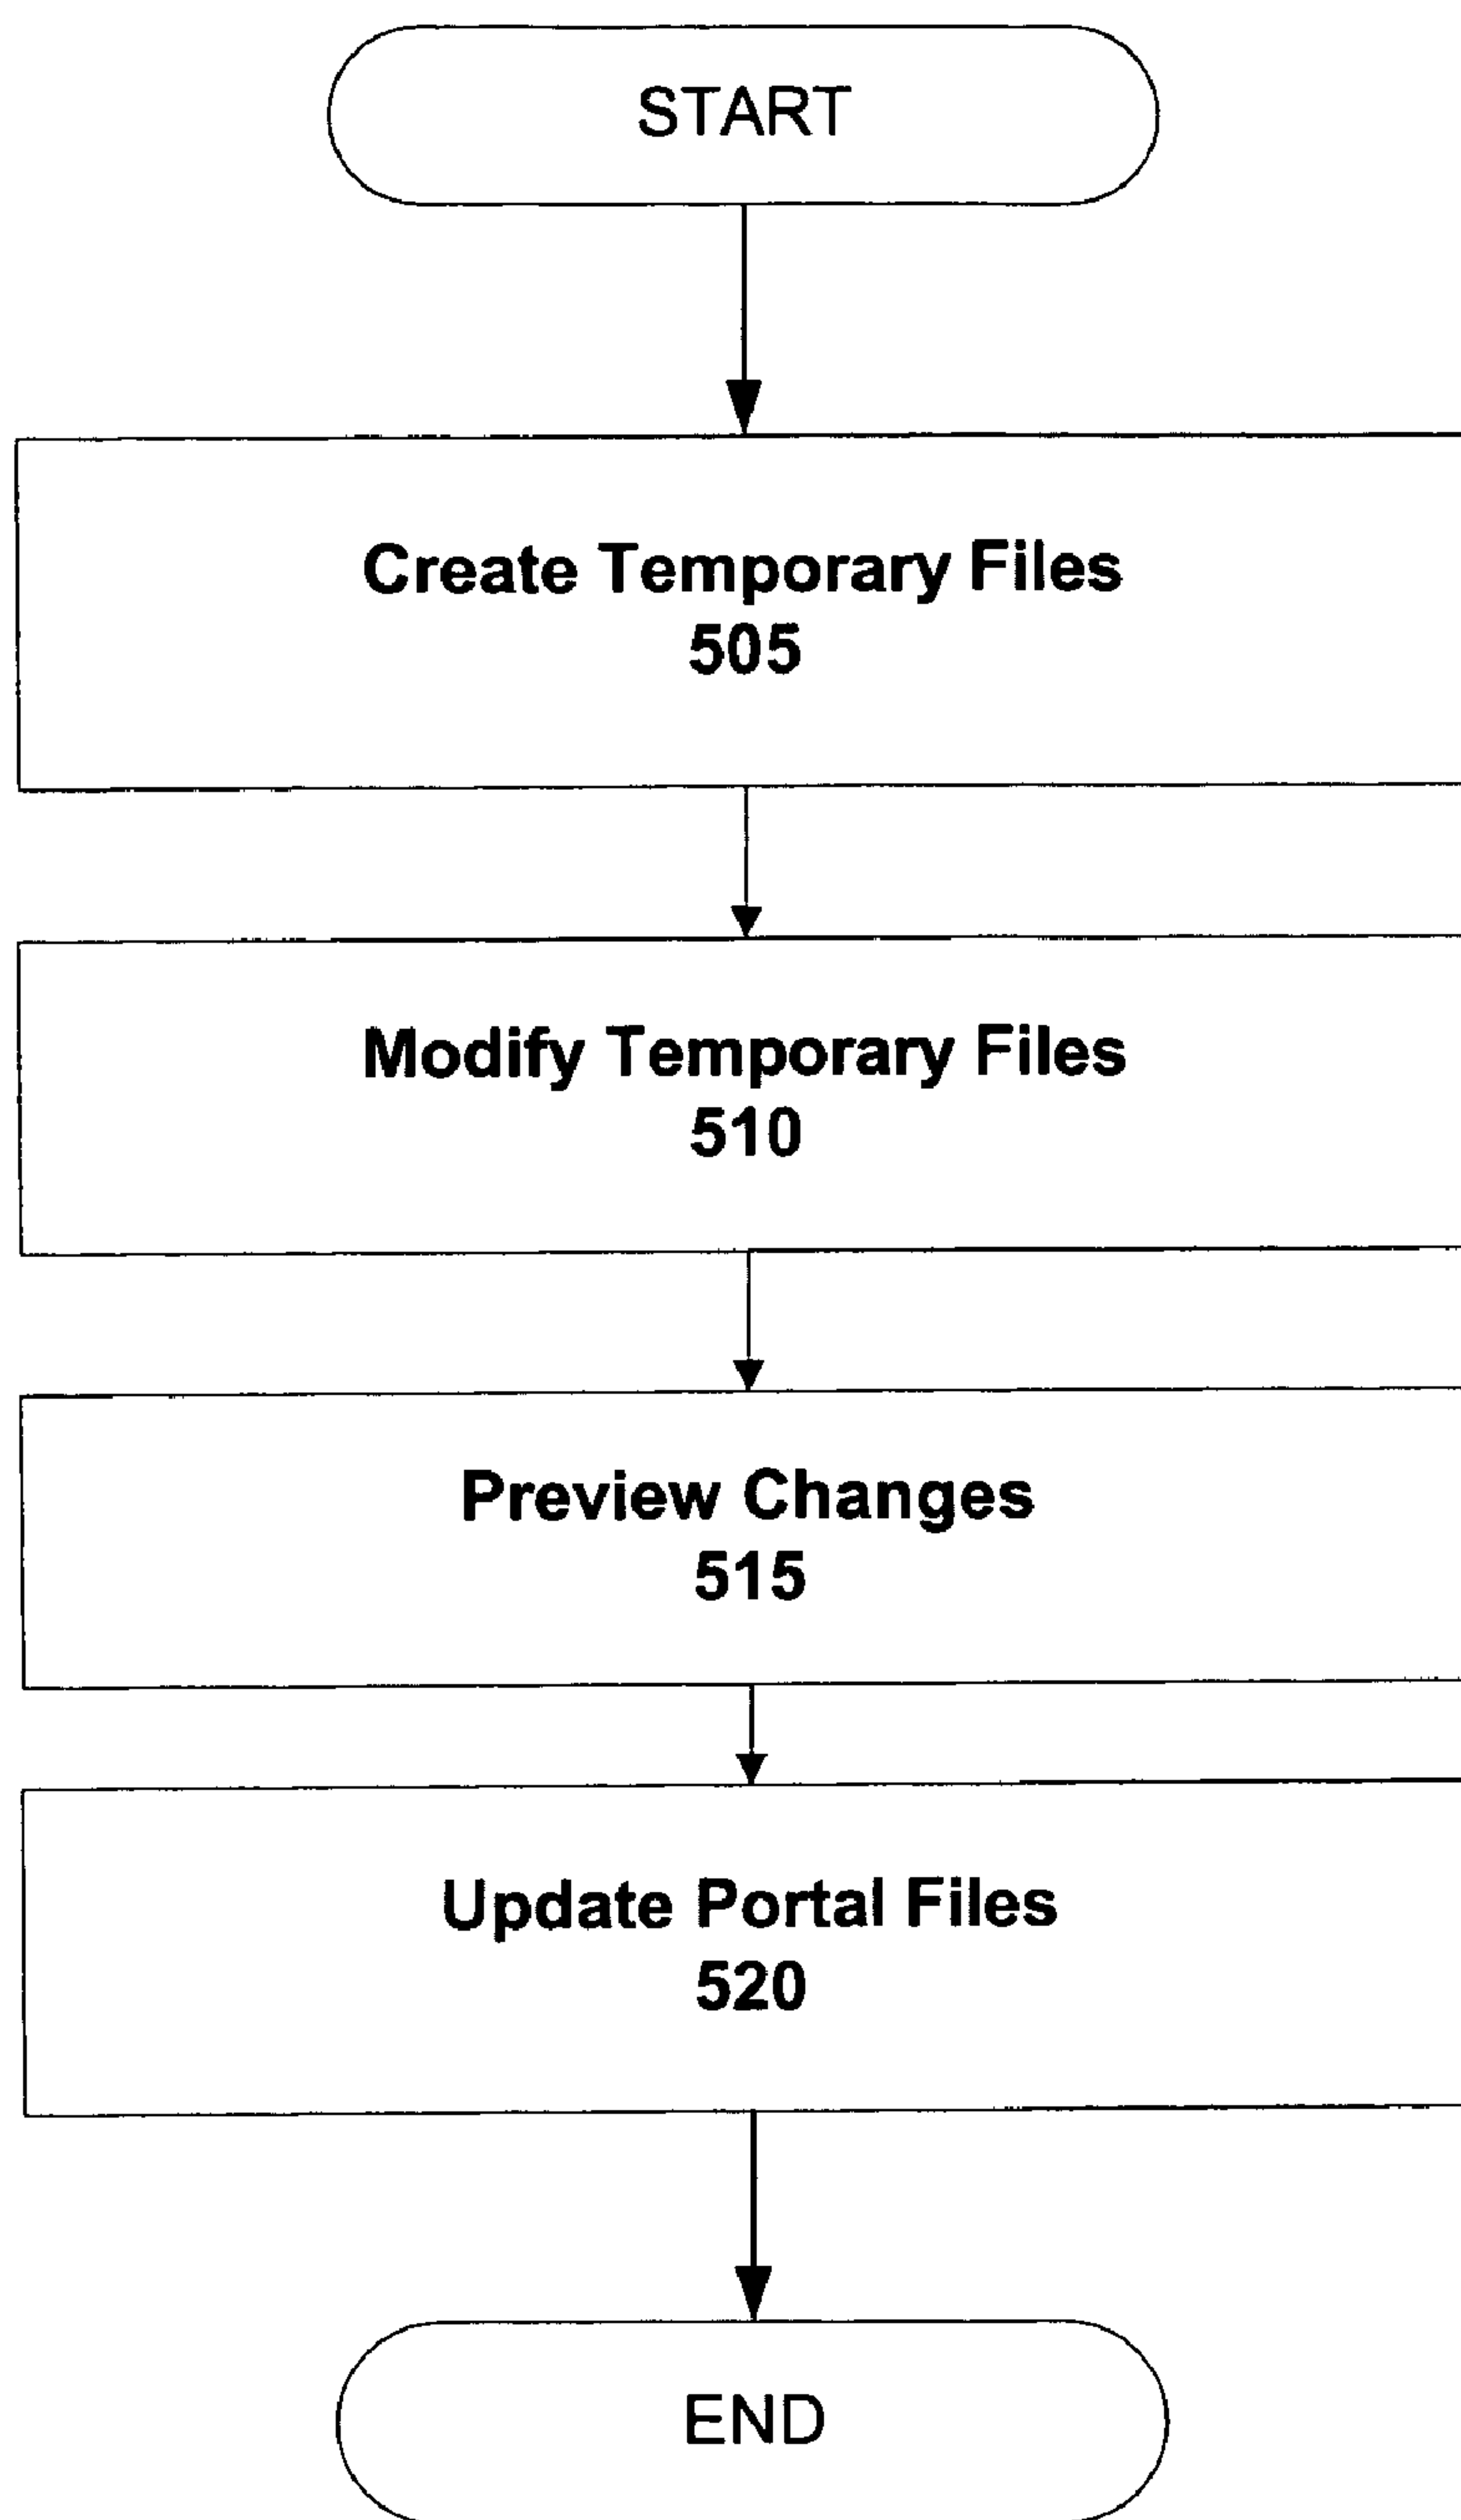 START
Create Temporary Files
505
Modify Temporary Files
510
Preview Changes
515
Update Portal Files
520
END